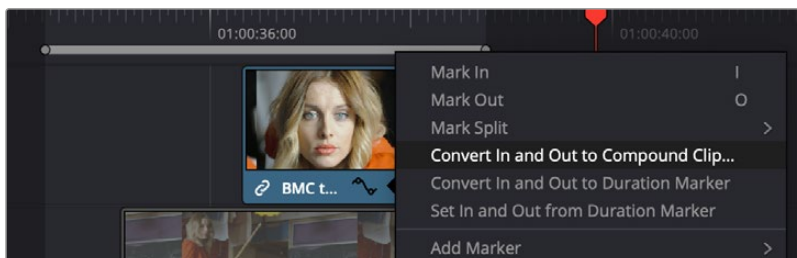 01:00:36:00
01:00:40:00
Mark In I
Mark Out O
Mark Split >
Convert In and Out to Compound Clip...
BMC t...
Convert In and Out to Duration Marker
Set In and Out from Duration Marker
Add Marker >